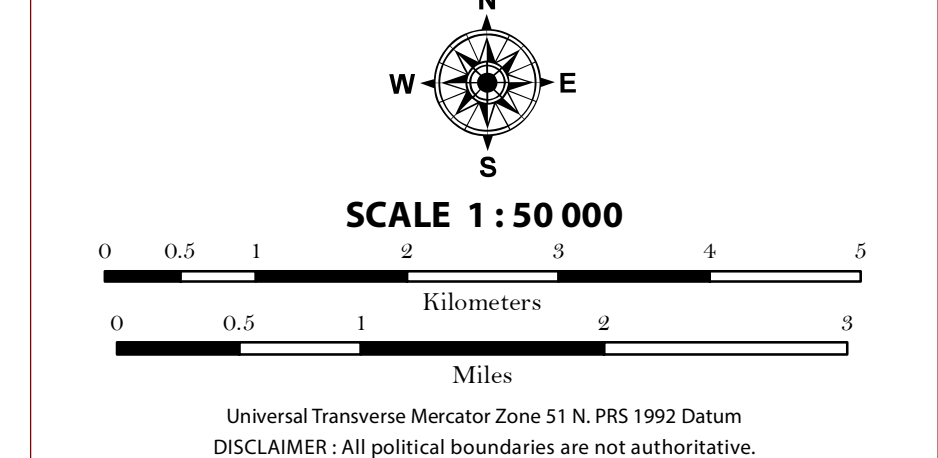 N
W E
S
SCALE 1 : 50 000
0 0.5 1 2 3 4 5
Kilometers
0 0.5 1 2 3
Miles
Universal Transverse Mercator Zone 51 N. PRS 1992 Datum
DISCLAIMER : All political boundaries are not authoritative.